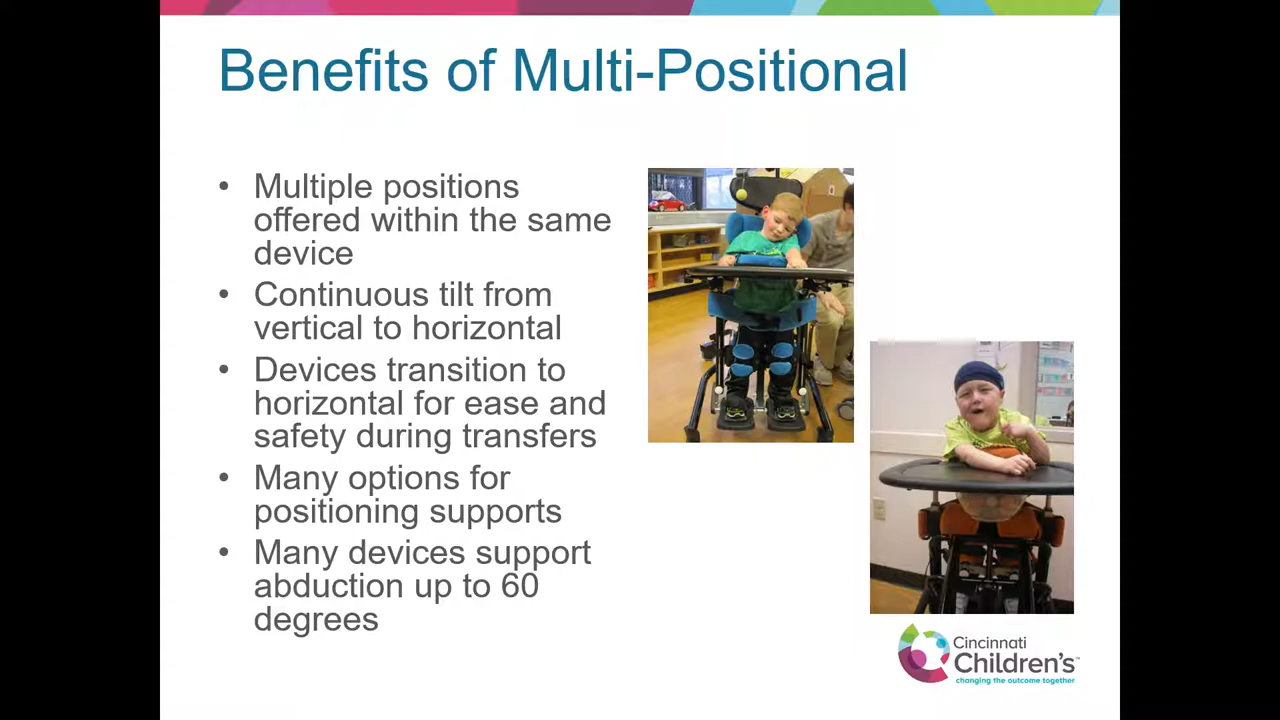 Benefits of Multi-Positional
• Multiple positions
offered within the same
device
• Continuous tilt from
vertical to horizontal
• Devices transition to
horizontal for ease and
safety during transfers
• Many options for
positioning supports
• Many devices support
abduction up to 60
degrees
Cincinnati
Children's™
changing the outcome together